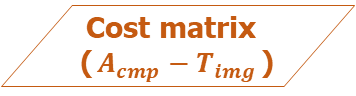 Cost matrix
( A_cmp − T_img )